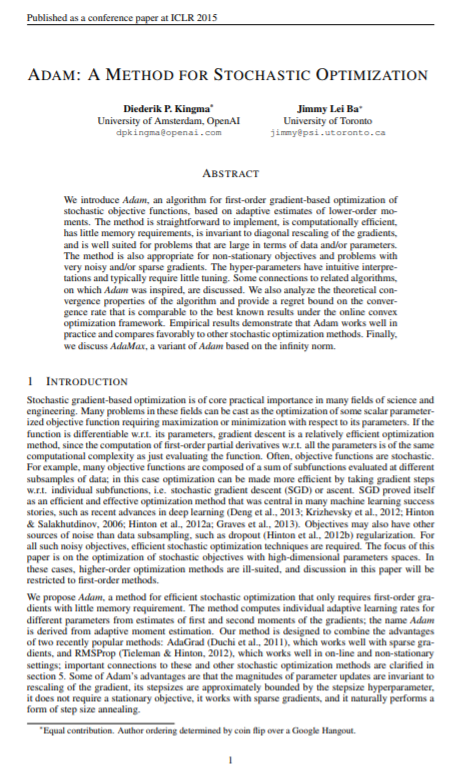 Published as a conference paper at ICLR 2015
ADAM: A METHOD FOR STOCHASTIC OPTIMIZATION
Diederik P. Kingma*
Jimmy Lei Ba*
University of Amsterdam, OpenAI
University of Toronto
dpkingma@openai.com
jimmy@psi.utoronto.ca
ABSTRACT
We introduce Adam, an algorithm for first-order gradient-based optimization of
stochastic objective functions, based on adaptive estimates of lower-order mo-
ments. The method is straightforward to implement, is computationally efficient,
has little memory requirements, is invariant to diagonal rescaling of the gradients,
and is well suited for problems that are large in terms of data and/or parameters.
The method is also appropriate for non-stationary objectives and problems with
very noisy and/or sparse gradients. The hyper-parameters have intuitive interpre-
tations and typically require little tuning. Some connections to related algorithms,
on which Adam was inspired, are discussed. We also analyze the theoretical con-
vergence properties of the algorithm and provide a regret bound on the conver-
gence rate that is comparable to the best known results under the online convex
optimization framework. Empirical results demonstrate that Adam works well in
practice and compares favorably to other stochastic optimization methods. Finally,
we discuss AdaMax, a variant of Adam based on the infinity norm.
1 INTRODUCTION
Stochastic gradient-based optimization is of core practical importance in many fields of science and
engineering. Many problems in these fields can be cast as the optimization of some scalar parameter-
ized objective function requiring maximization or minimization with respect to its parameters. If the
function is differentiable w.r.t. its parameters, gradient descent is a relatively efficient optimization
method, since the computation of first-order partial derivatives w.r.t. all the parameters is of the same
computational complexity as just evaluating the function. Often, objective functions are stochastic.
For example, many objective functions are composed of a sum of subfunctions evaluated at different
subsamples of data; in this case optimization can be made more efficient by taking gradient steps
w.r.t. individual subfunctions, i.e. stochastic gradient descent (SGD) or ascent. SGD proved itself
as an efficient and effective optimization method that was central in many machine learning success
stories, such as recent advances in deep learning (Deng et al., 2013; Krizhevsky et al., 2012; Hinton
& Salakhutdinov, 2006; Hinton et al., 2012a; Graves et al., 2013). Objectives may also have other
sources of noise than data subsampling, such as dropout (Hinton et al., 2012b) regularization. For
all such noisy objectives, efficient stochastic optimization techniques are required. The focus of this
paper is on the optimization of stochastic objectives with high-dimensional parameters spaces. In
these cases, higher-order optimization methods are ill-suited, and discussion in this paper will be
restricted to first-order methods.
We propose Adam, a method for efficient stochastic optimization that only requires first-order gra-
dients with little memory requirement. The method computes individual adaptive learning rates for
different parameters from estimates of first and second moments of the gradients; the name Adam
is derived from adaptive moment estimation. Our method is designed to combine the advantages
of two recently popular methods: AdaGrad (Duchi et al., 2011), which works well with sparse gra-
dients, and RMSProp (Tieleman & Hinton, 2012), which works well in on-line and non-stationary
settings; important connections to these and other stochastic optimization methods are clarified in
section 5. Some of Adam's advantages are that the magnitudes of parameter updates are invariant to
rescaling of the gradient, its stepsizes are approximately bounded by the stepsize hyperparameter,
it does not require a stationary objective, it works with sparse gradients, and it naturally performs a
form of step size annealing.
*Equal contribution. Author ordering determined by coin flip over a Google Hangout.
1